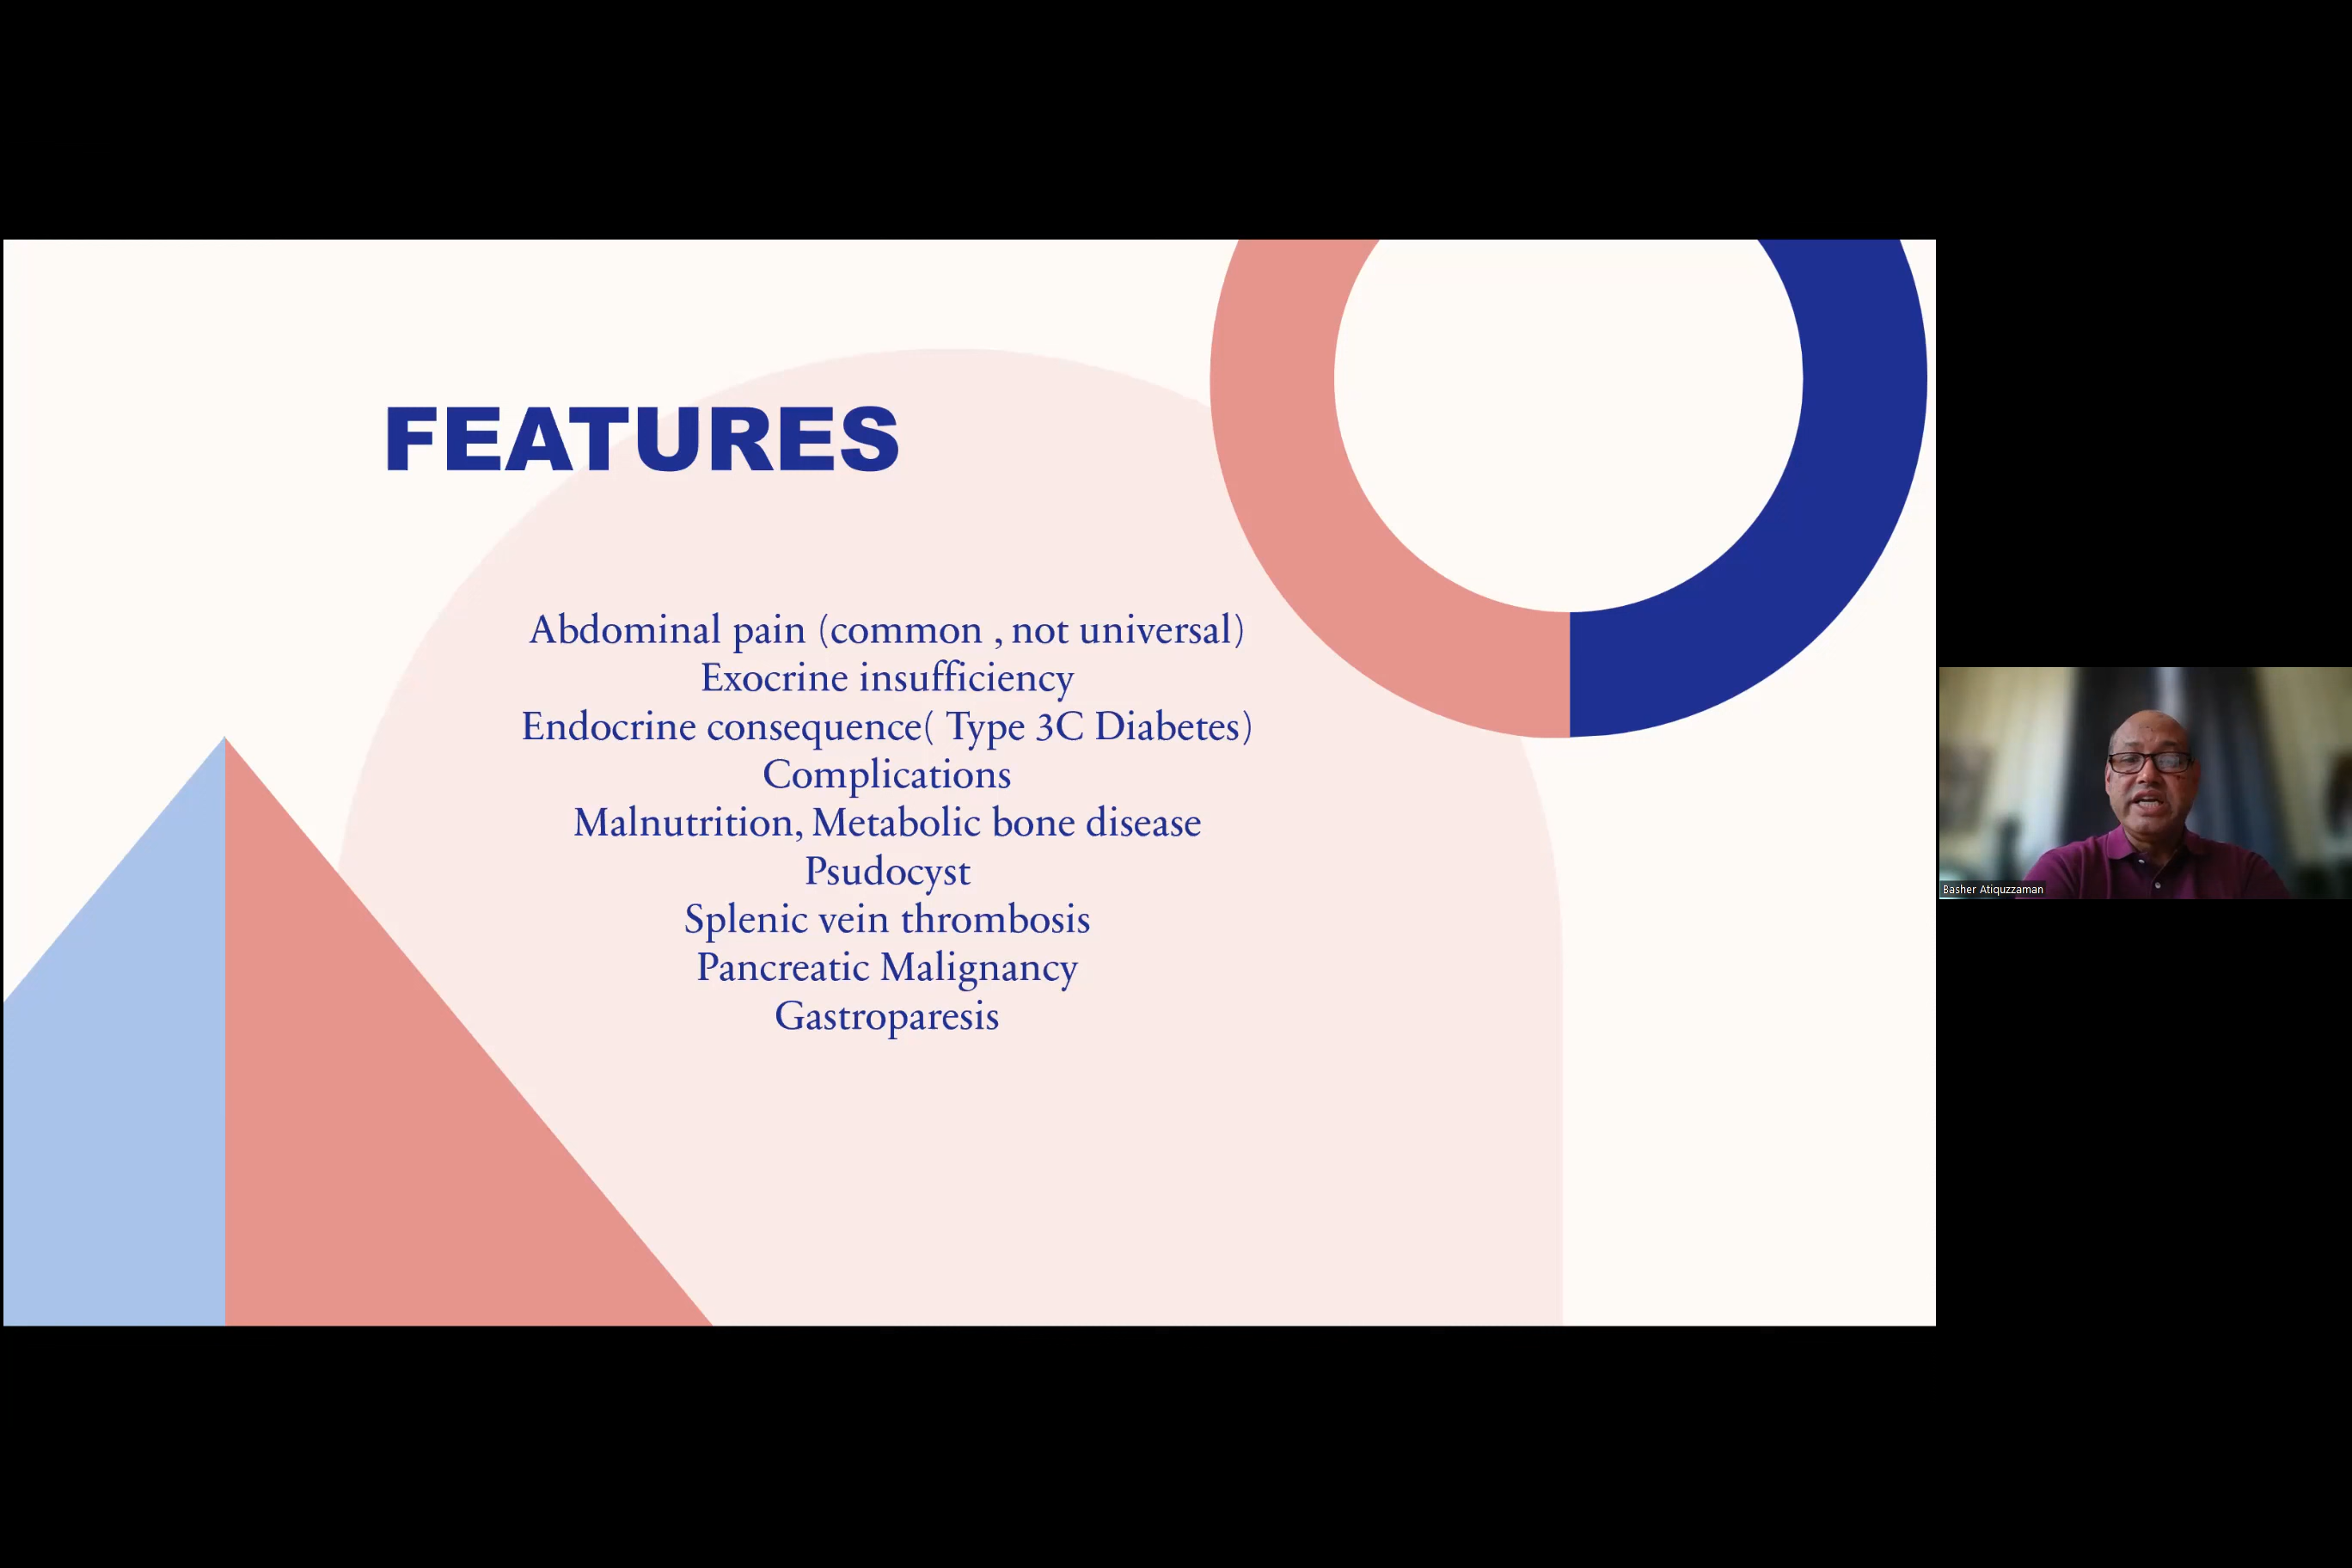 FEATURES
Abdominal pain (common , not universal)
Exocrine insufficiency
Endocrine consequence( Type 3C Diabetes)
Complications
Malnutrition, Metabolic bone disease
Psudocyst
Splenic vein thrombosis
Pancreatic Malignancy
Gastroparesis
Basher Atiquzzaman